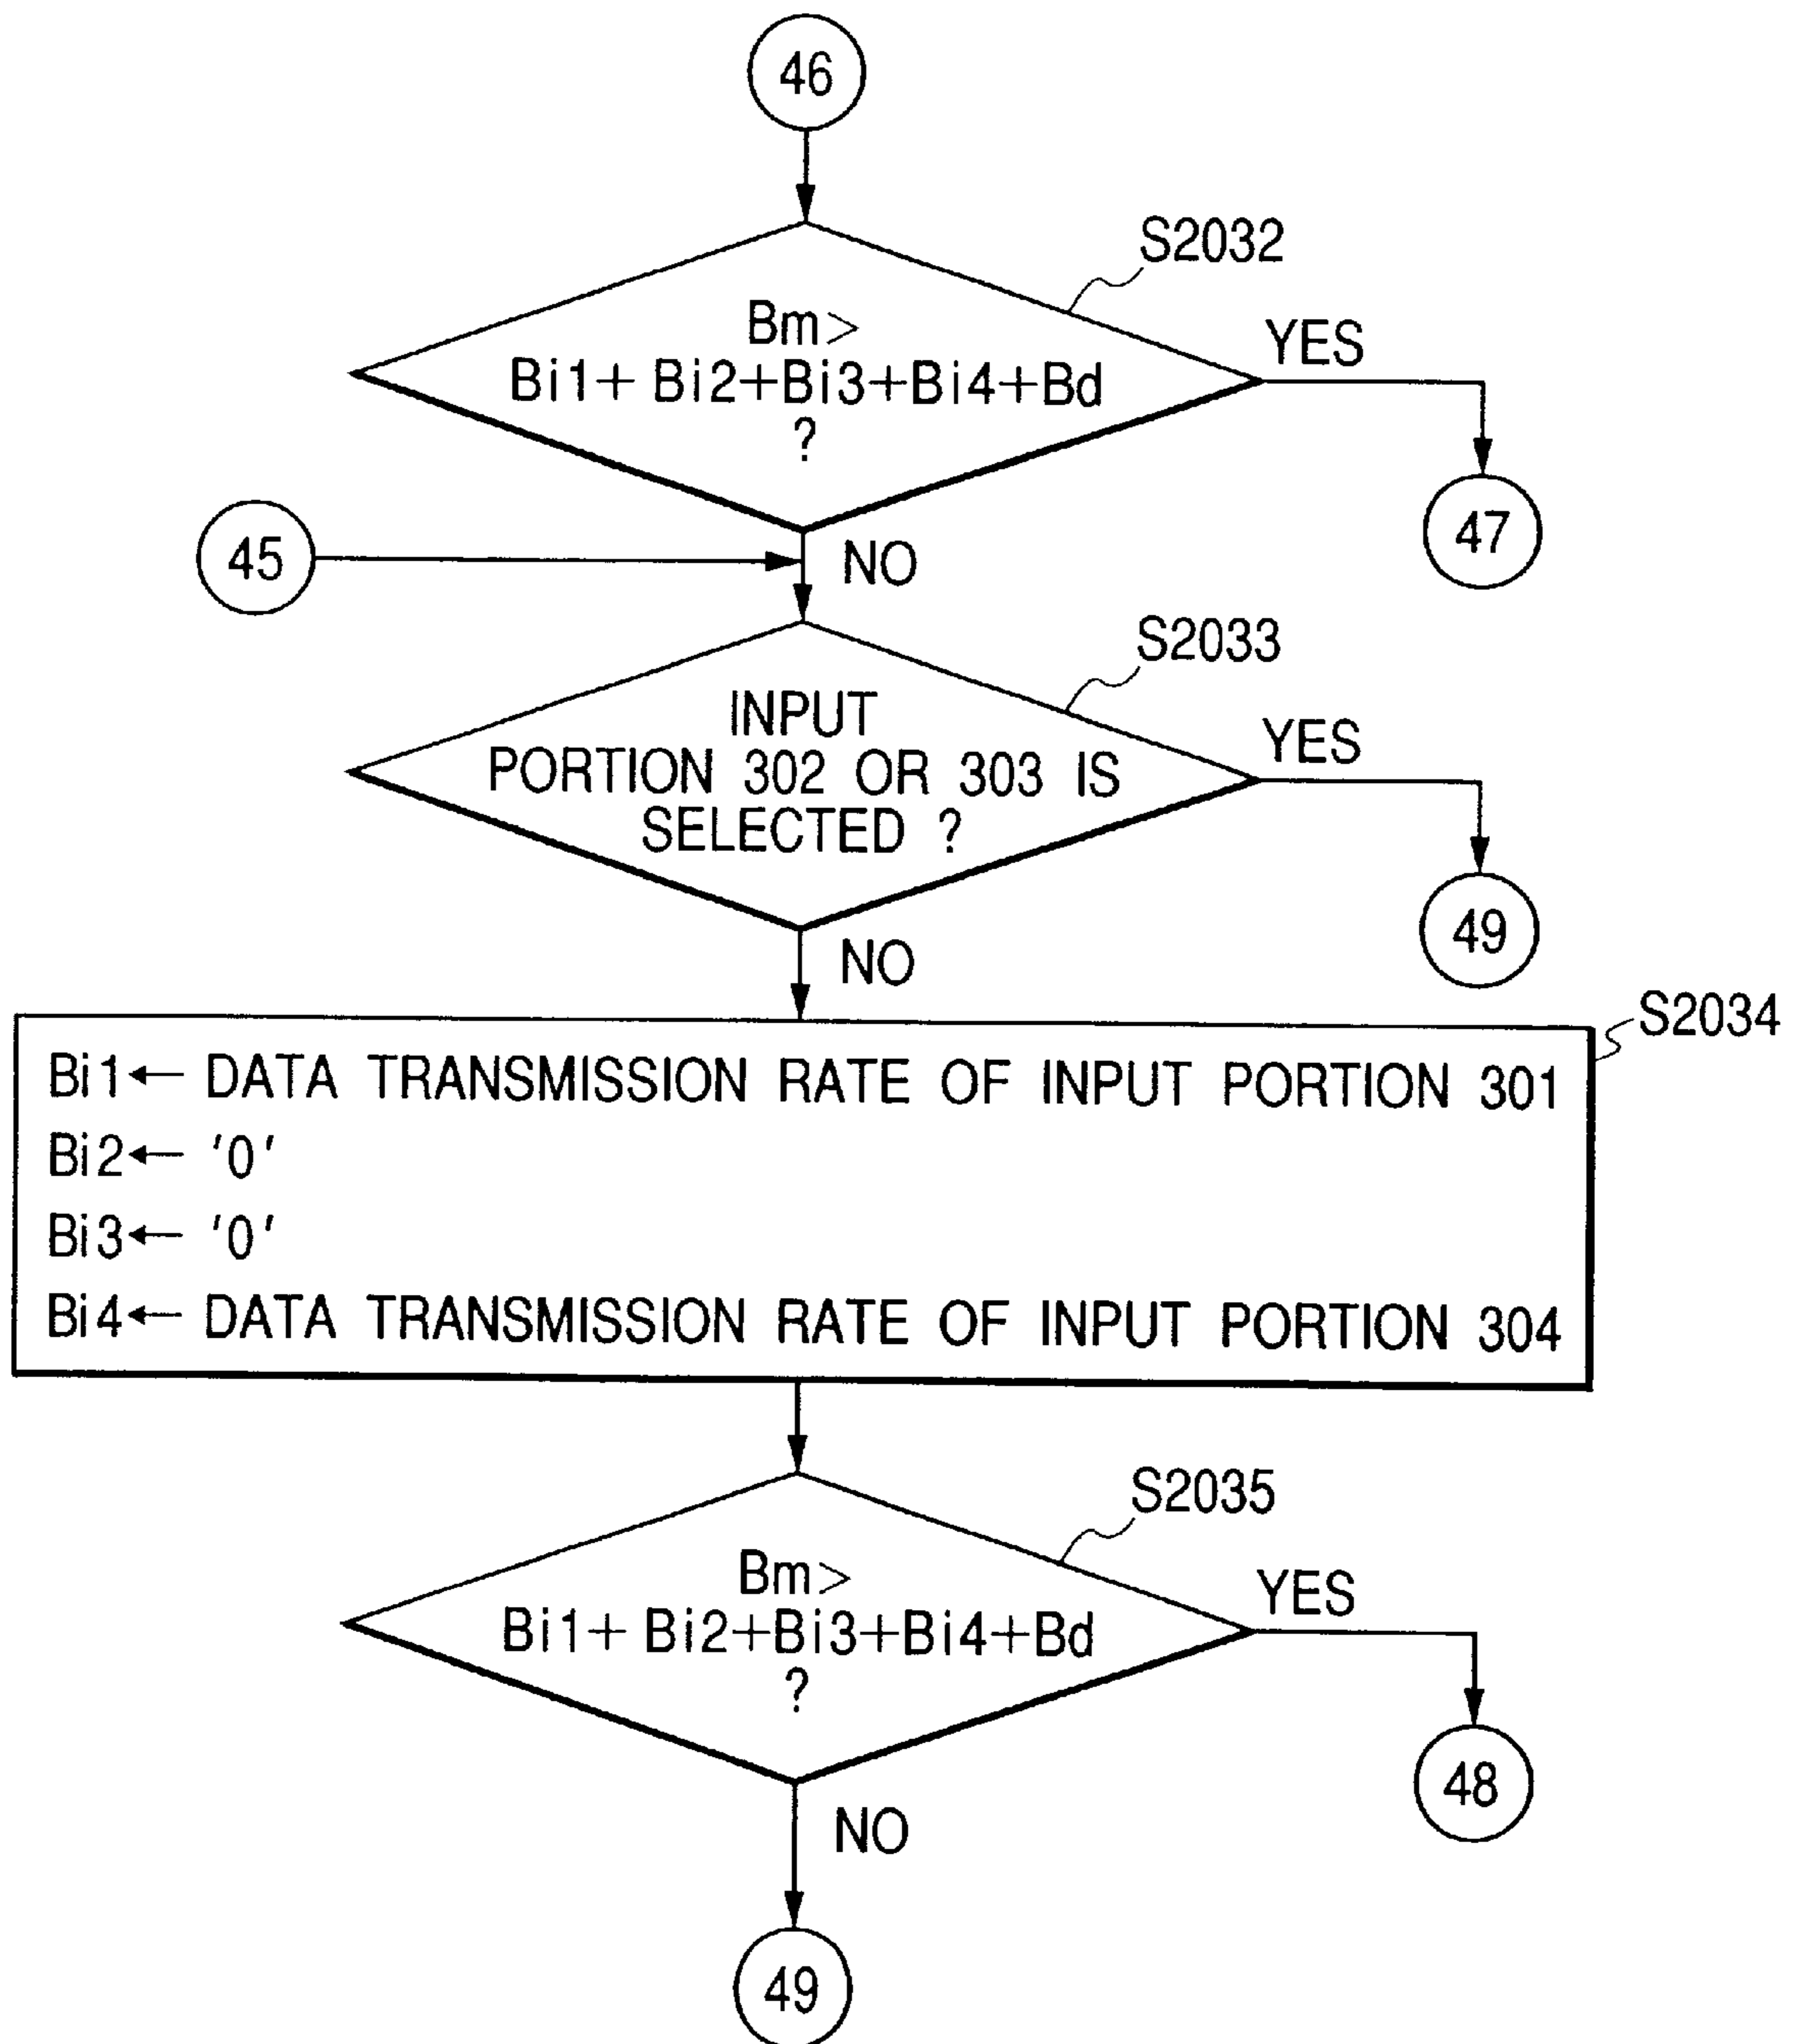 46
S2032
Bm>
Bi1+ Bi2+Bi3+Bi4+Bd
?
YES
47
45
NO
S2033
INPUT
PORTION 302 OR 303 IS
SELECTED ?
YES
49
NO
S2034
Bi1← DATA TRANSMISSION RATE OF INPUT PORTION 301
Bi2← '0'
Bi3← '0'
Bi4← DATA TRANSMISSION RATE OF INPUT PORTION 304
S2035
Bm>
Bi1+ Bi2+Bi3+Bi4+Bd
?
YES
48
NO
49